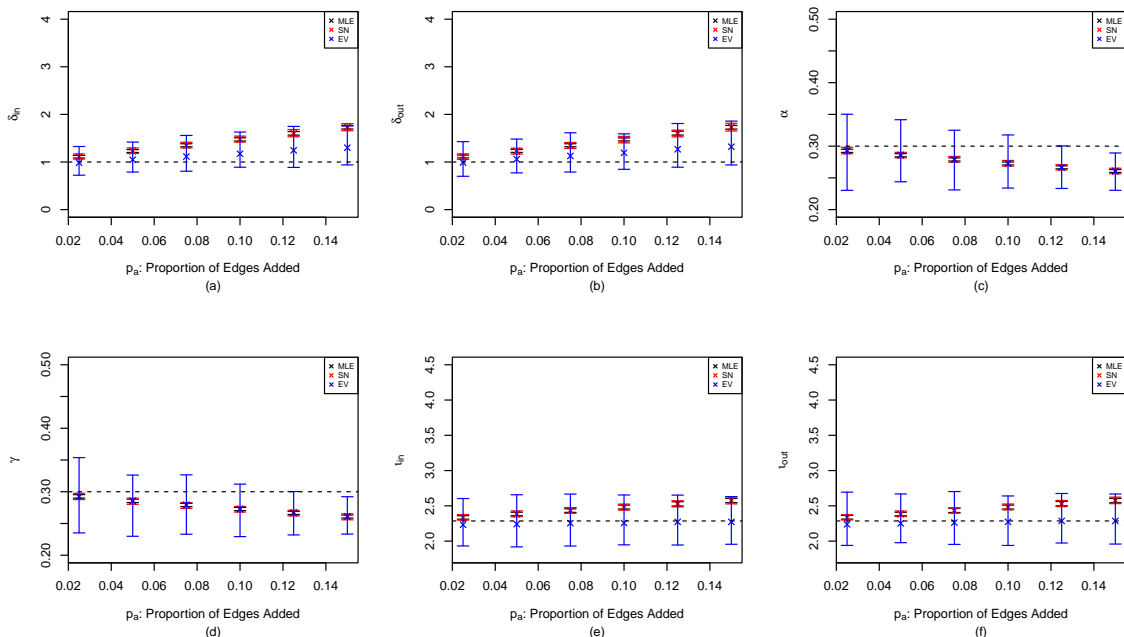 4
3
2
1
0
δin
MLE
SN
EV
0.02 0.04 0.06 0.08 0.10 0.12 0.14
pa: Proportion of Edges Added
(a)
4
3
2
1
0
δout
MLE
SN
EV
0.02 0.04 0.06 0.08 0.10 0.12 0.14
pa: Proportion of Edges Added
(b)
0.50
0.40
0.30
0.20
α
MLE
SN
EV
0.02 0.04 0.06 0.08 0.10 0.12 0.14
pa: Proportion of Edges Added
(c)
0.50
0.40
0.30
0.20
γ
MLE
SN
EV
0.02 0.04 0.06 0.08 0.10 0.12 0.14
pa: Proportion of Edges Added
(d)
4.5
4.0
3.5
3.0
2.5
2.0
ιin
MLE
SN
EV
0.02 0.04 0.06 0.08 0.10 0.12 0.14
pa: Proportion of Edges Added
(e)
4.5
4.0
3.5
3.0
2.5
2.0
ιout
MLE
SN
EV
0.02 0.04 0.06 0.08 0.10 0.12 0.14
pa: Proportion of Edges Added
(f)